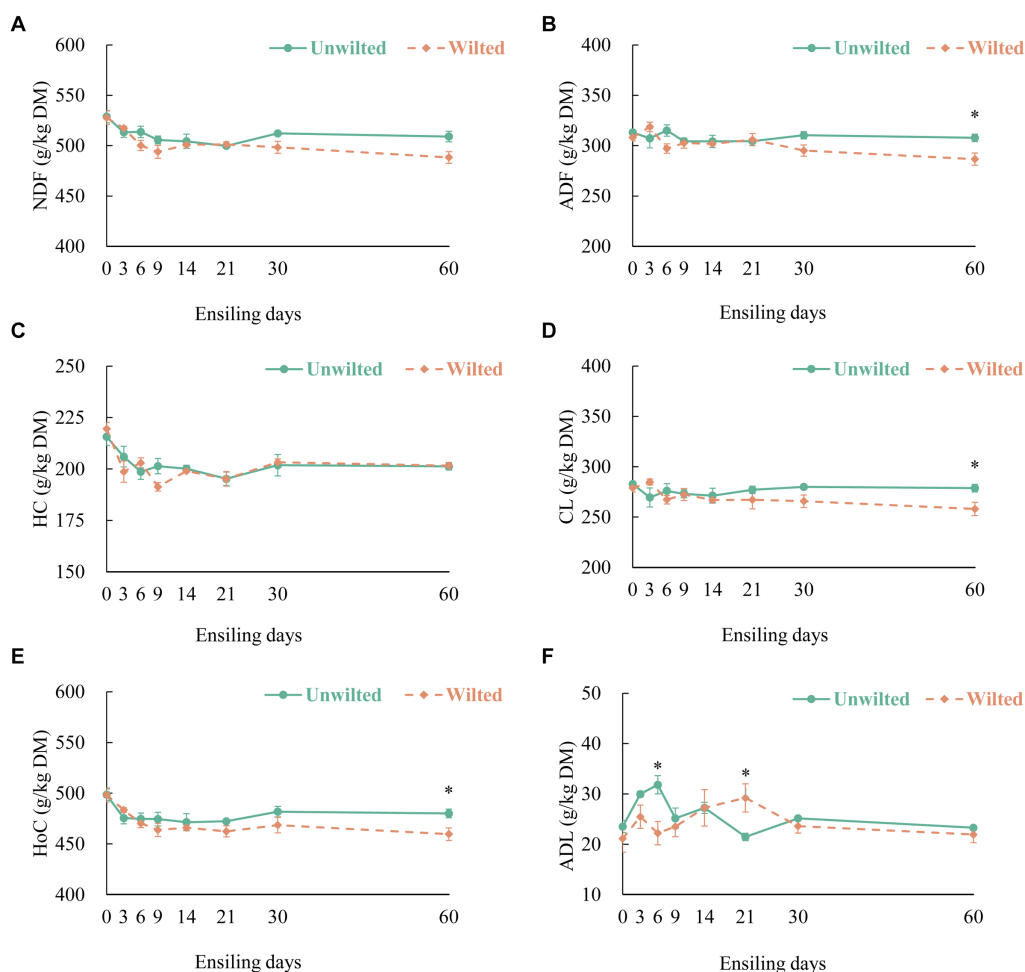 A
600
550
500
450
400
NDF (g/kg DM)
Unwilted Wilted
0 3 6 9 14 21 30 60
Ensiling days
B
400
350
300
250
200
ADF (g/kg DM)
Unwilted Wilted
*
0 3 6 9 14 21 30 60
Ensiling days
C
250
225
200
175
150
HC (g/kg DM)
Unwilted Wilted
0 3 6 9 14 21 30 60
Ensiling days
D
400
350
300
250
200
CL (g/kg DM)
Unwilted Wilted
*
0 3 6 9 14 21 30 60
Ensiling days
E
600
550
500
450
400
HoC (g/kg DM)
Unwilted Wilted
*
0 3 6 9 14 21 30 60
Ensiling days
F
50
40
30
20
10
ADL (g/kg DM)
Unwilted Wilted
* *
0 3 6 9 14 21 30 60
Ensiling days